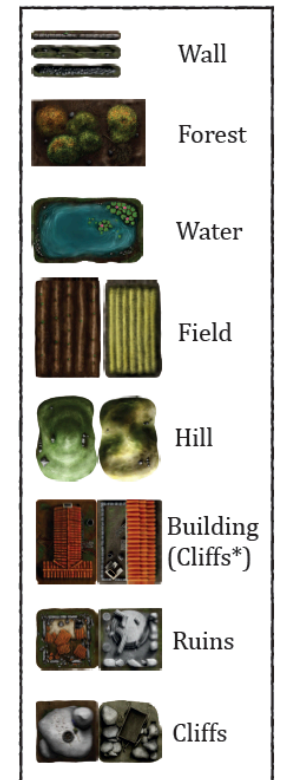 Wall
Forest
Water
Field
Hill
Building
(Cliffs*)
Ruins
Cliffs